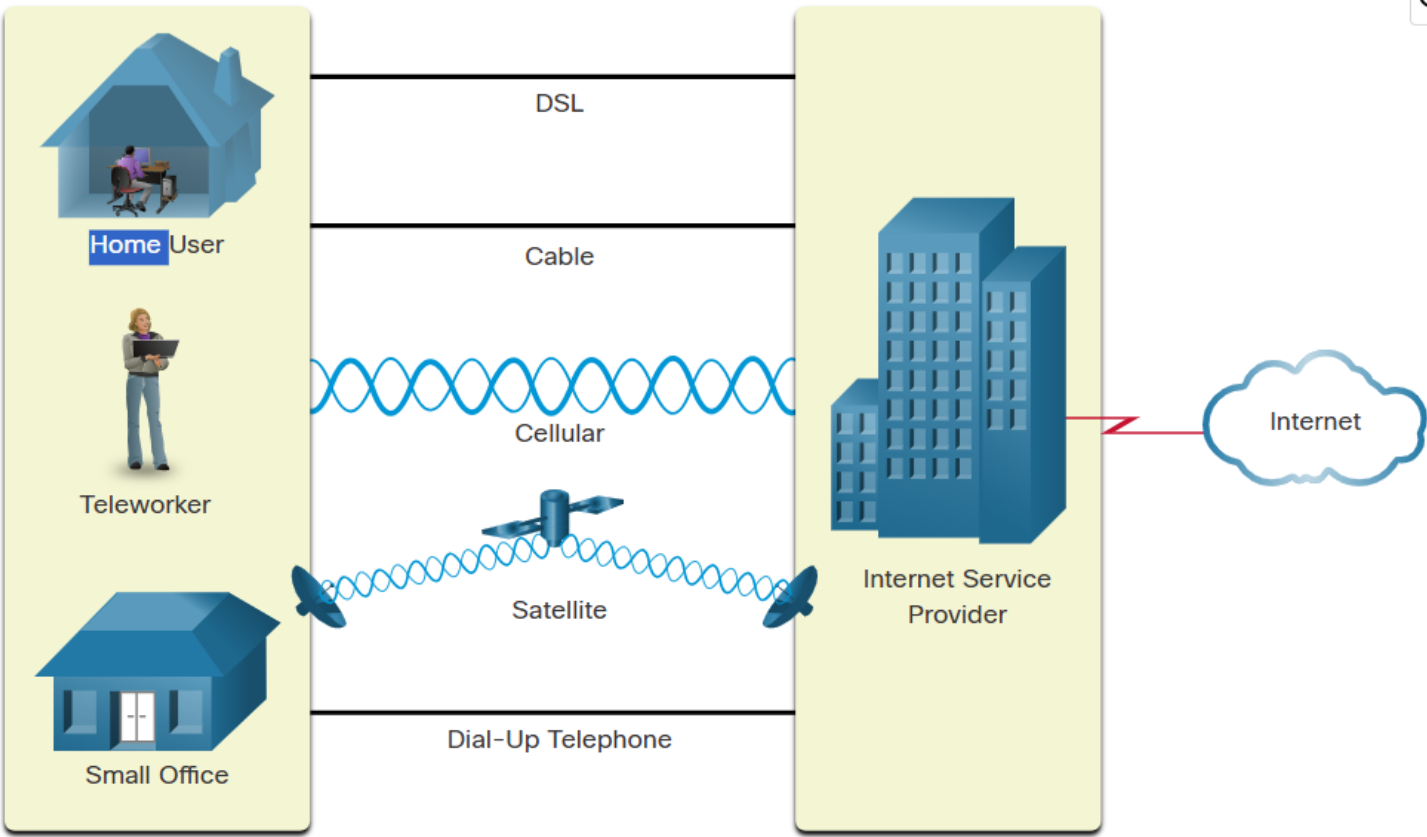 DSL
Home User
Cable
Internet
Cellular
Teleworker
Internet Service
Provider
Satellite
Dial-Up Telephone
Small Office